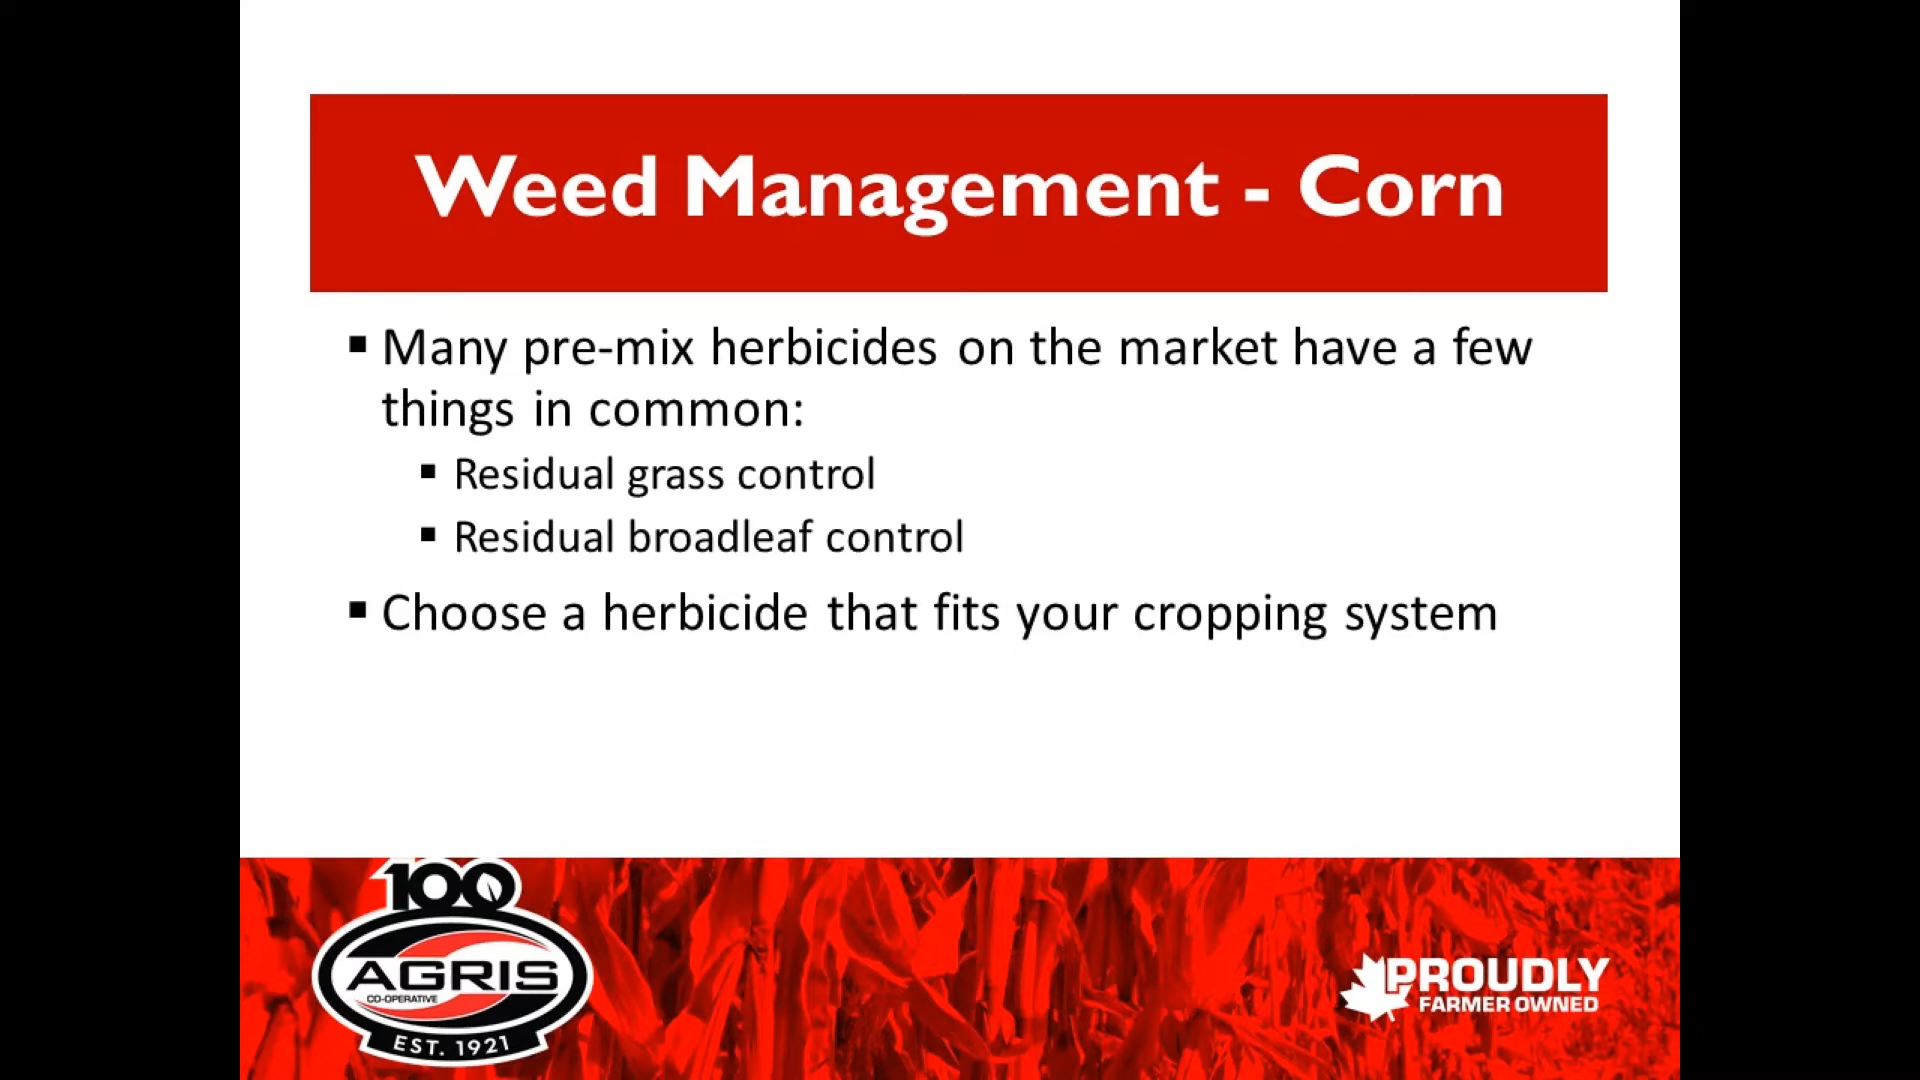 Weed Management - Corn
▪ Many pre-mix herbicides on the market have a few
things in common:
▪ Residual grass control
▪ Residual broadleaf control
▪ Choose a herbicide that fits your cropping system
100
AGRIS
CO-OPERATIVE
EST. 1921
PROUDLY
FARMER OWNED